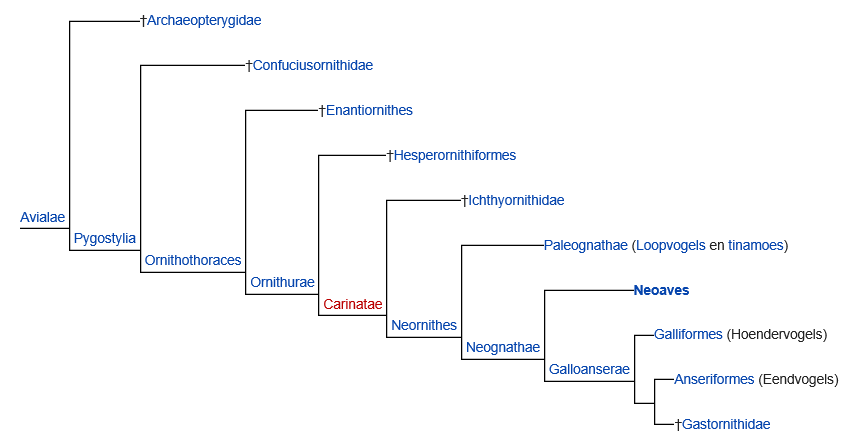 †Archaeopterygidae
†Confuciusornithidae
†Enantiornithes
†Hesperornithiformes
†Ichthyornithidae
Avialae
Pygostylia
Paleognathae (Loopvogels en tinamoes)
Ornithothoraces
Ornithurae
Neoaves
Carinatae
Neornithes
Galliformes (Hoendervogels)
Neognathae
Galloanserae
Anseriformes (Eendvogels)
†Gastornithidae